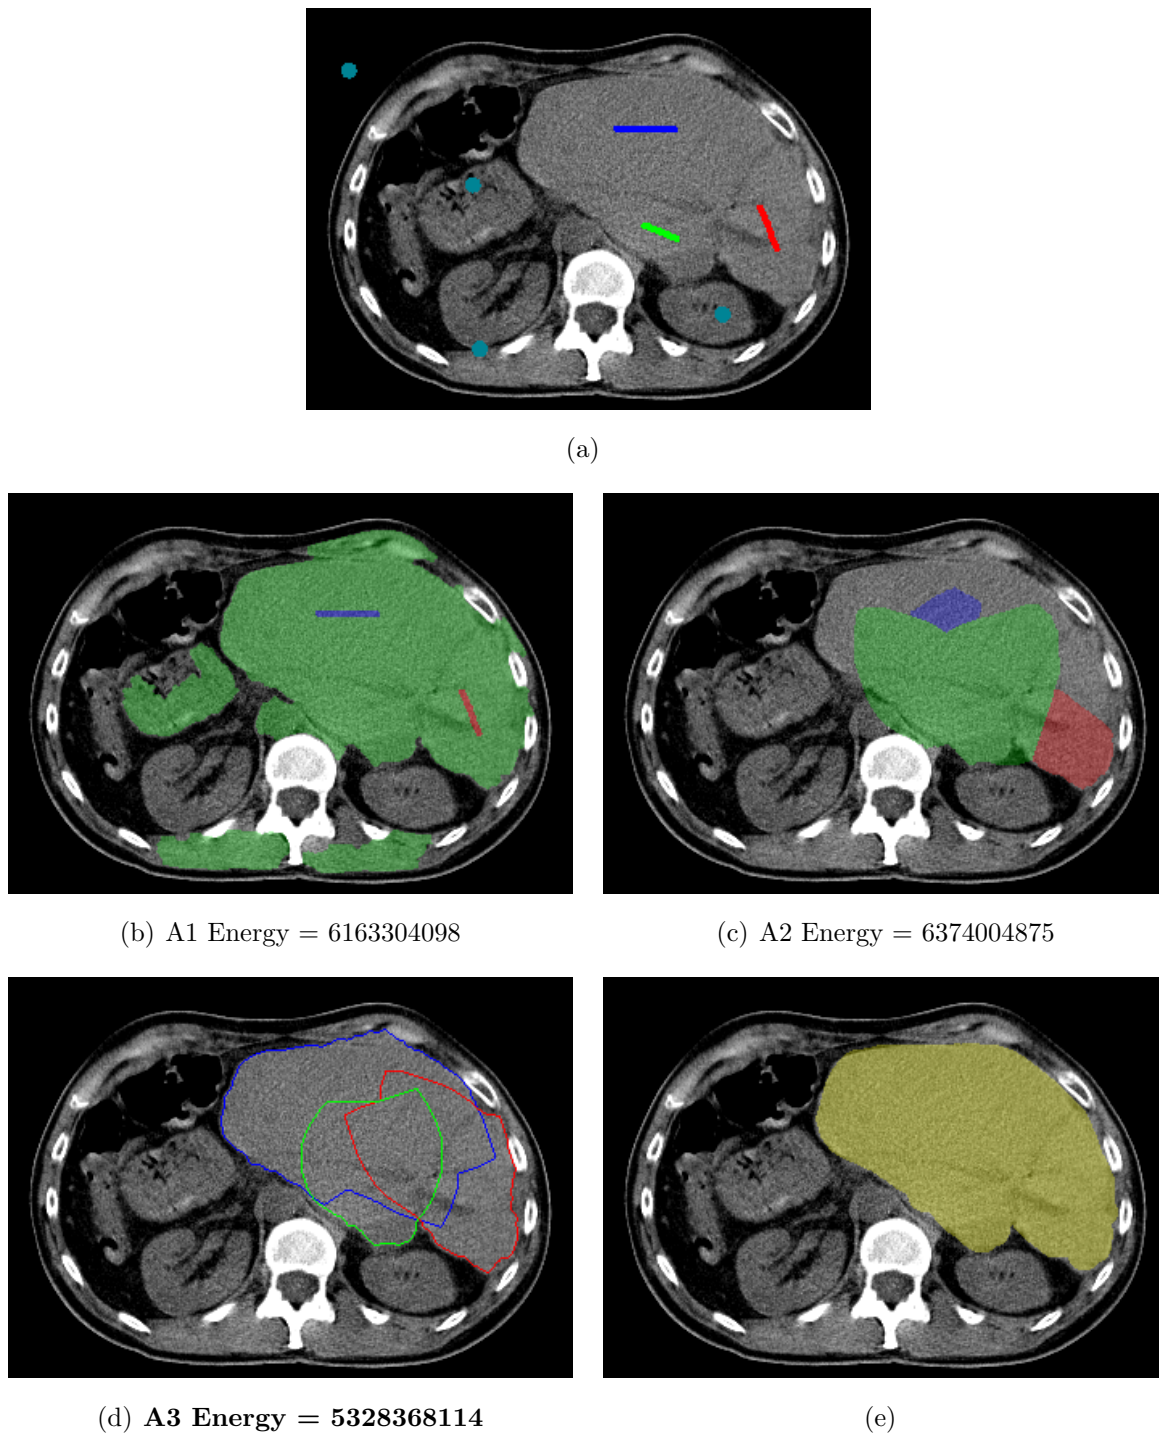 (a)
(b) A1 Energy = 6163304098
(c) A2 Energy = 6374004875
(d) A3 Energy = 5328368114
(e)